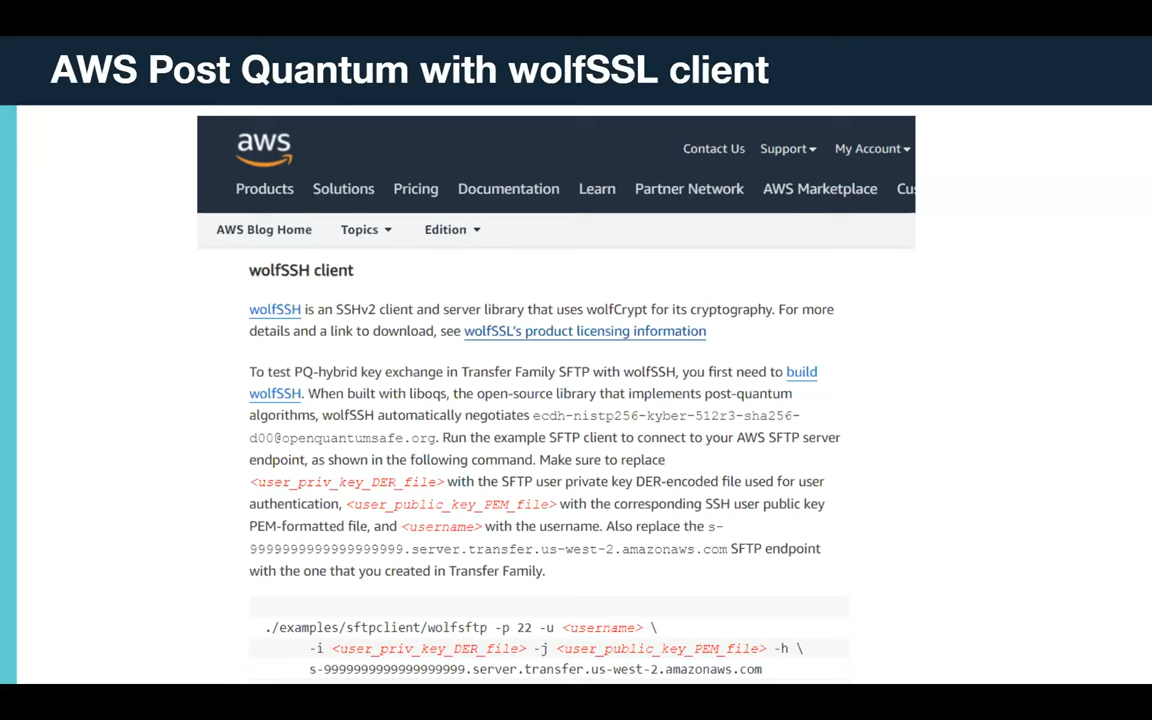 AWS Post Quantum with wolfSSL client
aws
Contact Us Support My Account
Products Solutions Pricing Documentation Learn Partner Network AWS Marketplace Cus
AWS Blog Home Topics Edition
wolfSSH client
wolfSSH is an SSHv2 client and server library that uses wolfCrypt for its cryptography. For more
details and a link to download, see wolfSSL's product licensing information
To test PQ-hybrid key exchange in Transfer Family SFTP with wolfSSH, you first need to build
wolfSSH. When built with liboqs, the open-source library that implements post-quantum
algorithms, wolfSSH automatically negotiates ecdh-nistp256-kyber-512r3-sha256-
d00@openquantumsafe.org. Run the example SFTP client to connect to your AWS SFTP server
endpoint, as shown in the following command. Make sure to replace
<user_priv_key_DER_file> with the SFTP user private key DER-encoded file used for user
authentication, <user_public_key_PEM_file> with the corresponding SSH user public key
PEM-formatted file, and <username> with the username. Also replace the s-
9999999999999999999.server.transfer.us-west-2.amazonaws.com SFTP endpoint
with the one that you created in Transfer Family.
./examples/sftpclient/wolfsftp -p 22 -u <username> \
-i <user_priv_key_DER_file> -j <user_public_key_PEM_file> -h \
s-9999999999999999999.server.transfer.us-west-2.amazonaws.com